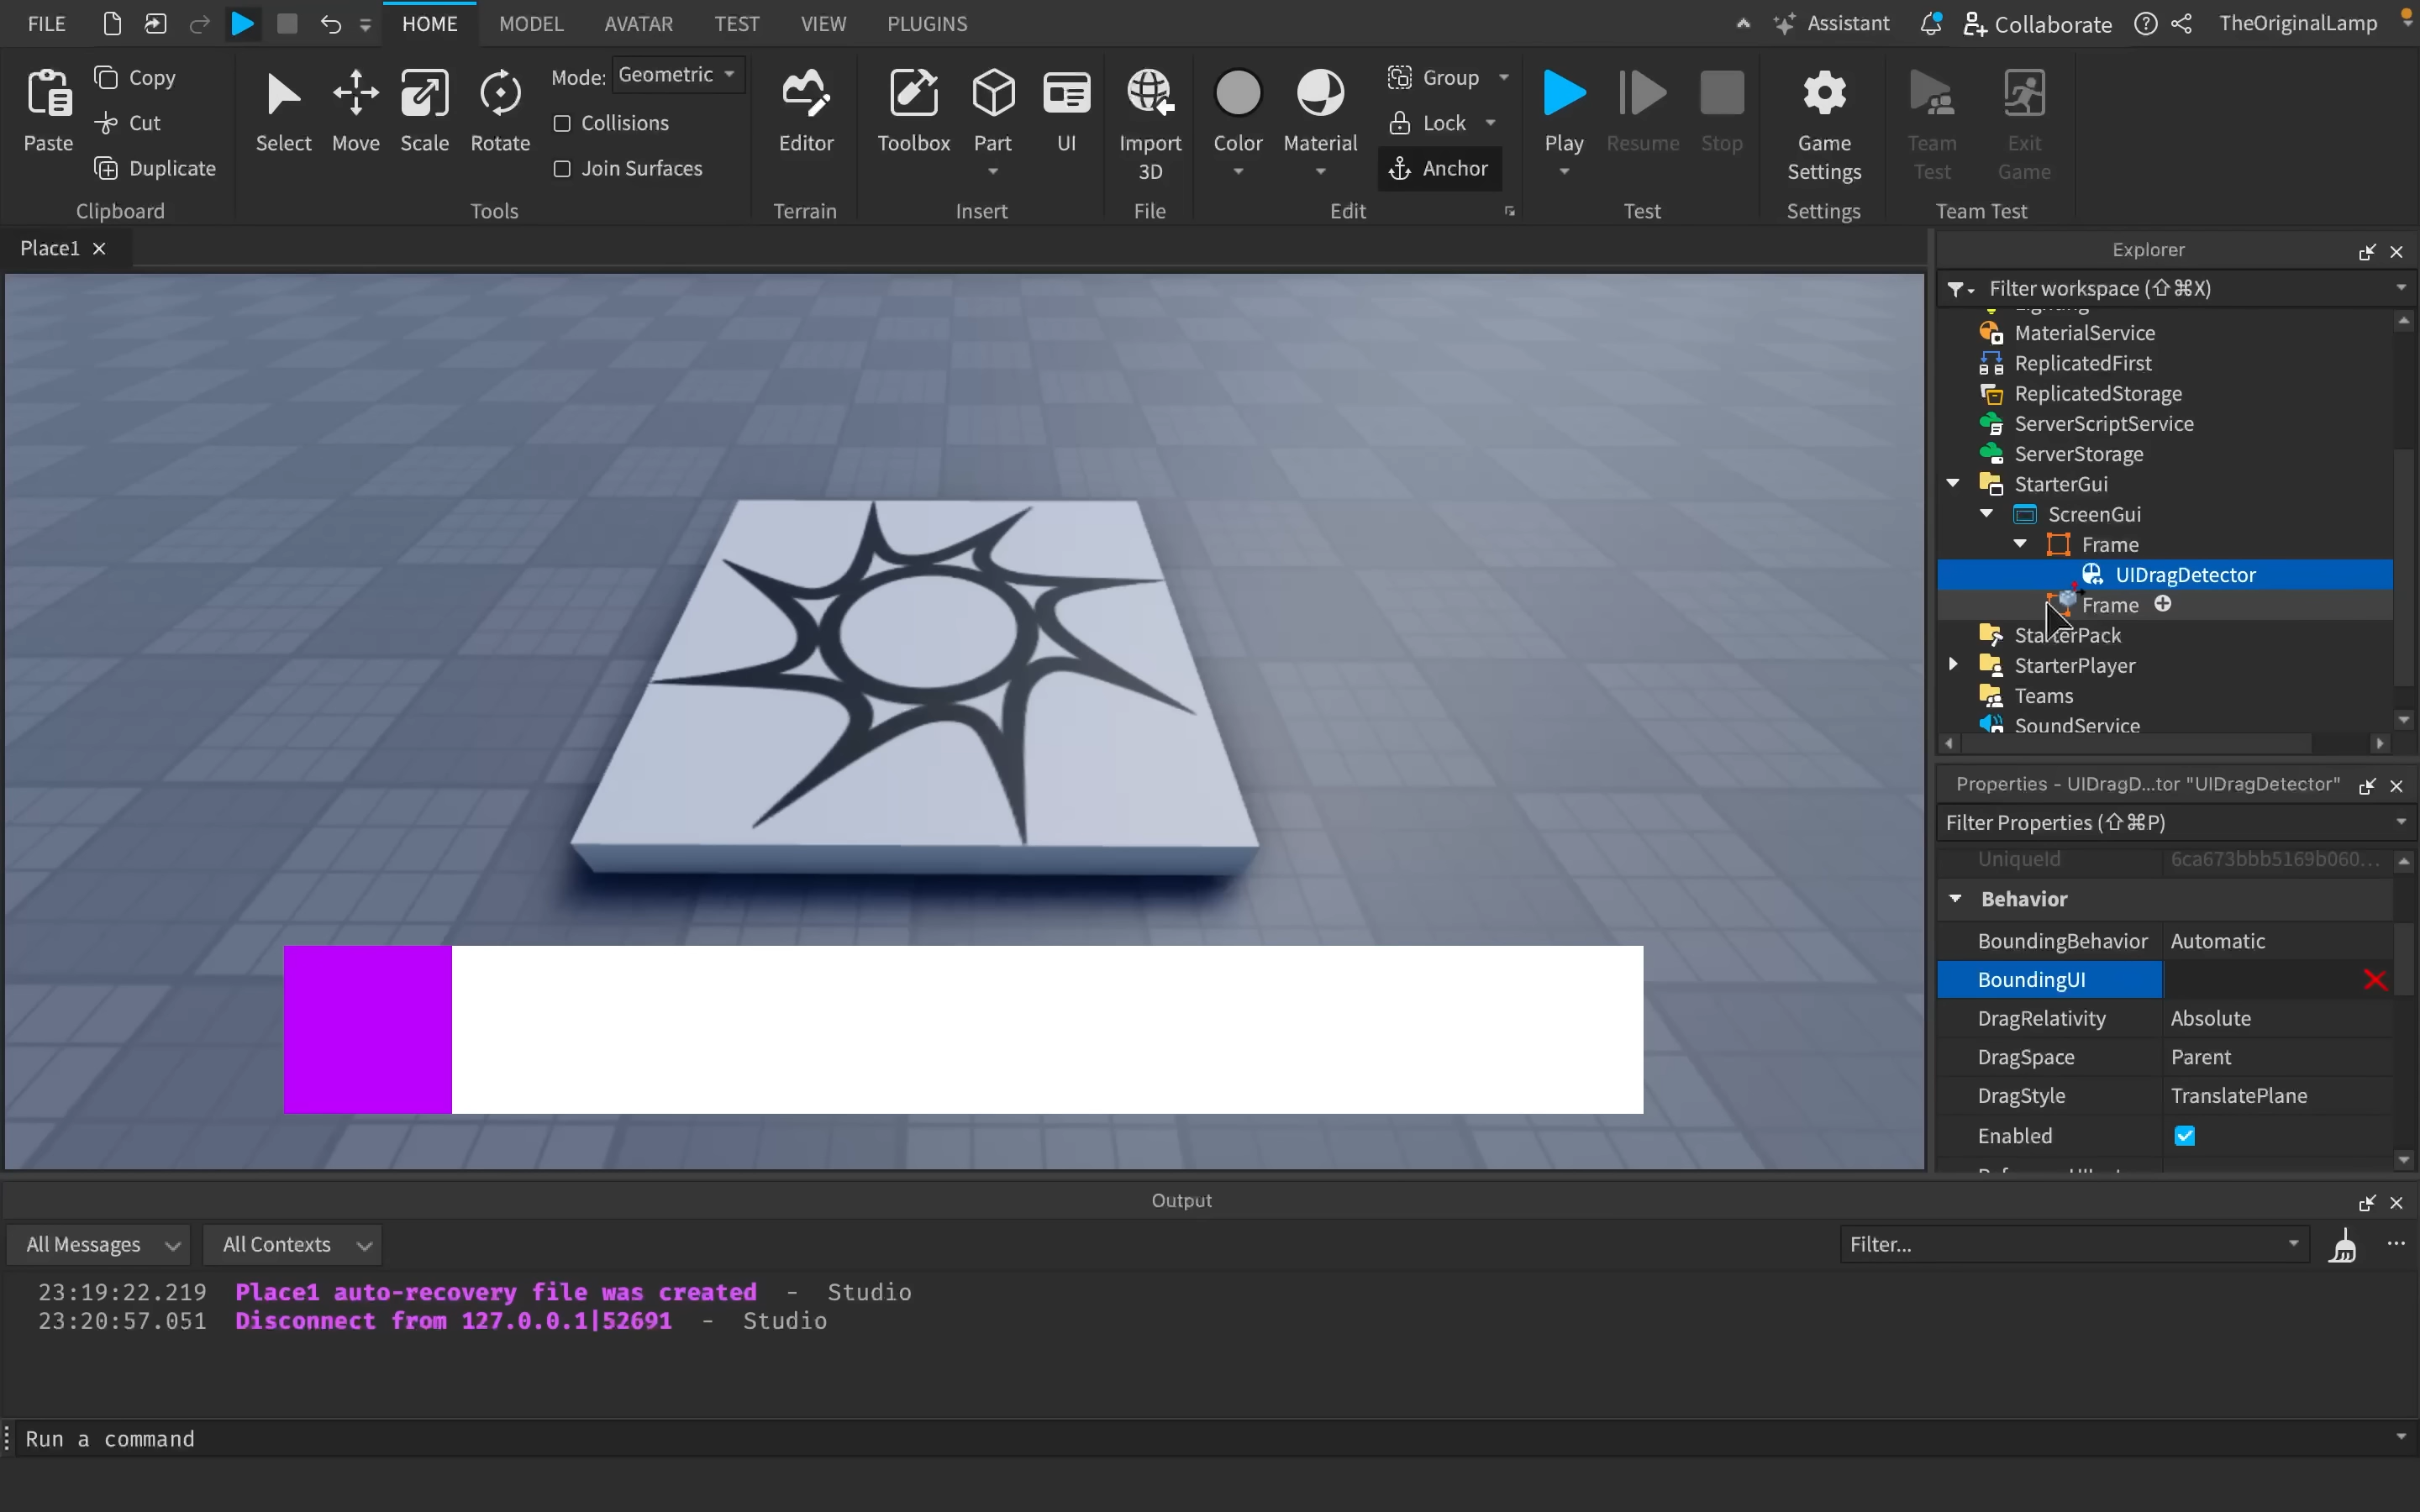 FILE HOME MODEL AVATAR TEST VIEW PLUGINS Assistant Collaborate TheOriginalLamp
Paste Copy Cut Duplicate Clipboard
Select Move Scale Rotate Mode: Geometric Collisions Join Surfaces Tools
Editor Terrain
Toolbox Part UI Insert
Import 3D File
Color Material Group Lock Anchor Edit
Play Resume Stop Test
Game Settings Settings
Team Test Exit Game Team Test
Place1
Explorer
Filter workspace (⇧⌘X)
Lighting
MaterialService
ReplicatedFirst
ReplicatedStorage
ServerScriptService
ServerStorage
StarterGui
ScreenGui
Frame
UIDragDetector
Frame
StarterPack
StarterPlayer
Teams
SoundService
Properties - UIDragD...tor "UIDragDetector"
Filter Properties (⇧⌘P)
UniqueId 6ca673bbb5169b060...
Behavior
BoundingBehavior Automatic
BoundingUI
DragRelativity Absolute
DragSpace Parent
DragStyle TranslatePlane
Enabled
Output
All Messages All Contexts Filter...
23:19:22.219 Place1 auto-recovery file was created - Studio
23:20:57.051 Disconnect from 127.0.0.1|52691 - Studio
Run a command